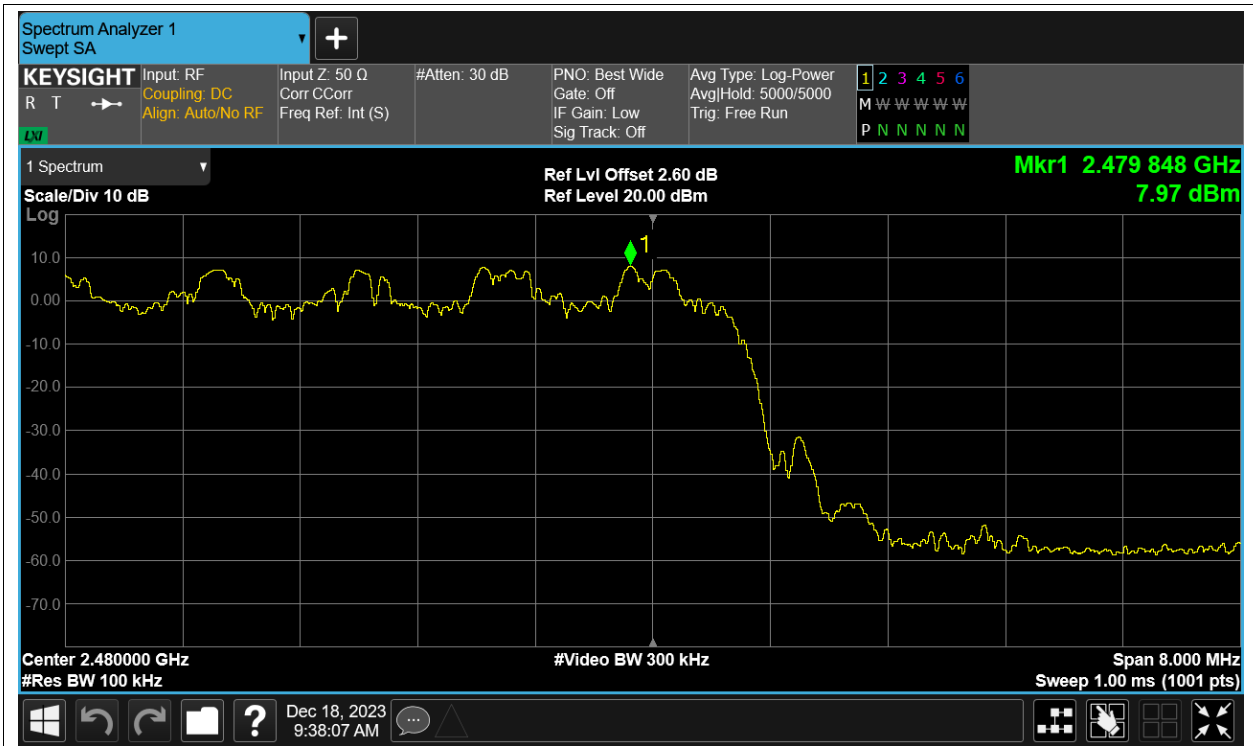 Spectrum Analyzer 1
Swept SA
KEYSIGHT Input: RF Input Z: 50 Ω #Atten: 30 dB PNO: Best Wide Avg Type: Log-Power 1 2 3 4 5 6
R T Coupling: DC Corr CCorr Gate: Off Avg|Hold: 5000/5000 M W W W W W
Align: Auto/No RF Freq Ref: Int (S) IF Gain: Low Trig: Free Run
LXI Sig Track: Off P N N N N N
1 Spectrum Ref Lvl Offset 2.60 dB Mkr1 2.479 848 GHz
Scale/Div 10 dB Ref Level 20.00 dBm 7.97 dBm
Log
1
10.0
0.00
-10.0
-20.0
-30.0
-40.0
-50.0
-60.0
-70.0
Center 2.480000 GHz #Video BW 300 kHz Span 8.000 MHz
#Res BW 100 kHz Sweep 1.00 ms (1001 pts)
? Dec 18, 2023
9:38:07 AM